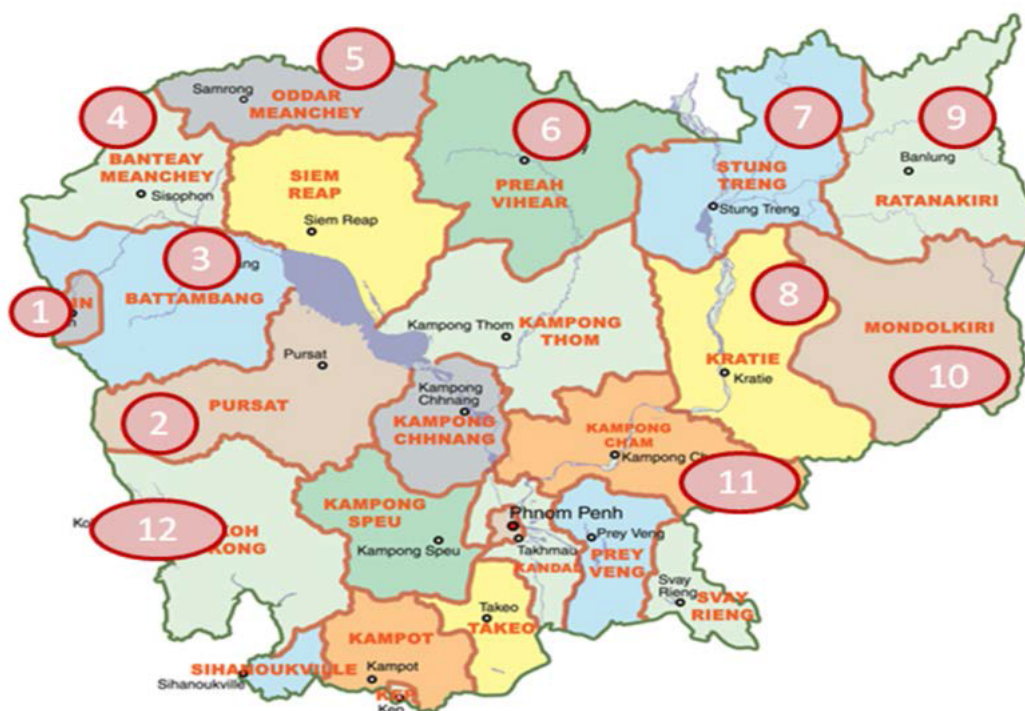 5
Samrong
ODDAR
MEANCHEY
4
6
7
9
BANTEAY
MEANCHEY
Sisophon
SIEM
REAP
Siem Reap
PREAH
VIHEAR
STUNG
TRENG
Stung Treng
Banlung
RATANAKIRI
3
BATTAMBANG
1
8
Kampong Thom
KAMPONG
THOM
MONDOLKIRI
Pursat
PURSAT
2
KRATIE
Kratie
10
Kampong
Chhnang
KAMPONG
CHHNANG
KAMPONG
CHAM
11
12
KOH
KONG
KAMPONG
SPEU
Kampong Speu
Phnom Penh
Takhmau
KANDAL
Prey Veng
PREY
VENG
Svay
Rieng
SVAY
RIENG
Takeo
TAKEO
KAMPOT
Kampot
SIHANOUKVILLE
Sihanoukville
KEP